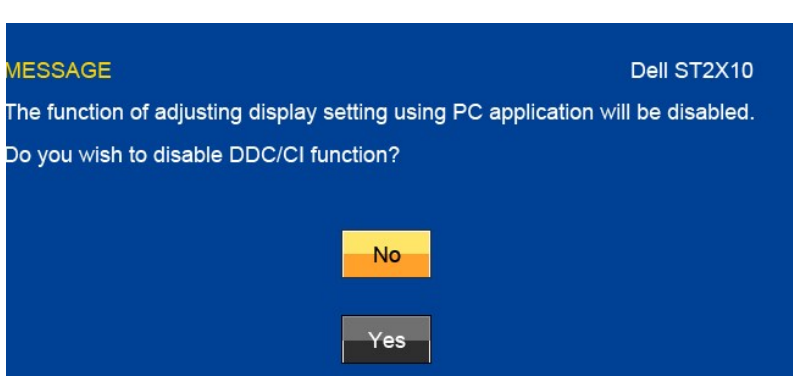 MESSAGE Dell ST2X10
The function of adjusting display setting using PC application will be disabled.
Do you wish to disable DDC/CI function?
No
Yes